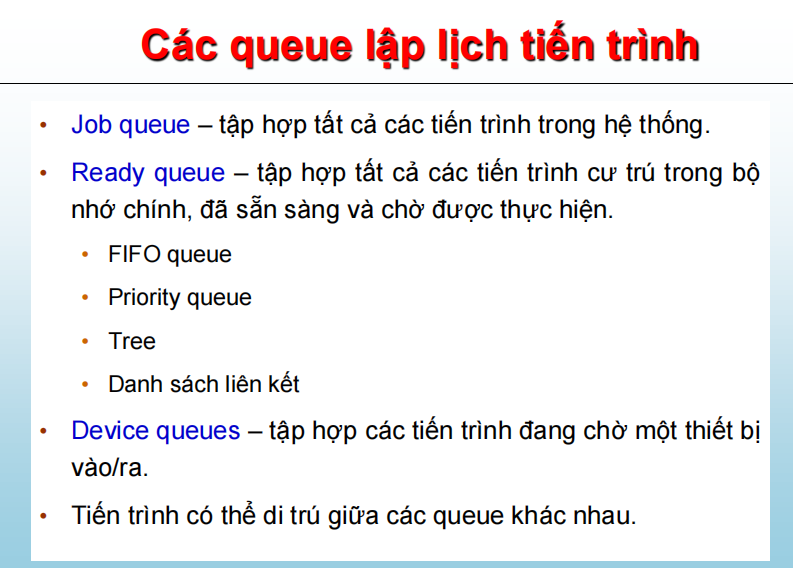 Các queue lập lịch tiến trình
• Job queue – tập hợp tất cả các tiến trình trong hệ thống.
• Ready queue – tập hợp tất cả các tiến trình cư trú trong bộ
nhớ chính, đã sẵn sàng và chờ được thực hiện.
• FIFO queue
• Priority queue
• Tree
• Danh sách liên kết
• Device queues – tập hợp các tiến trình đang chờ một thiết bị
vào/ra.
• Tiến trình có thể di trú giữa các queue khác nhau.